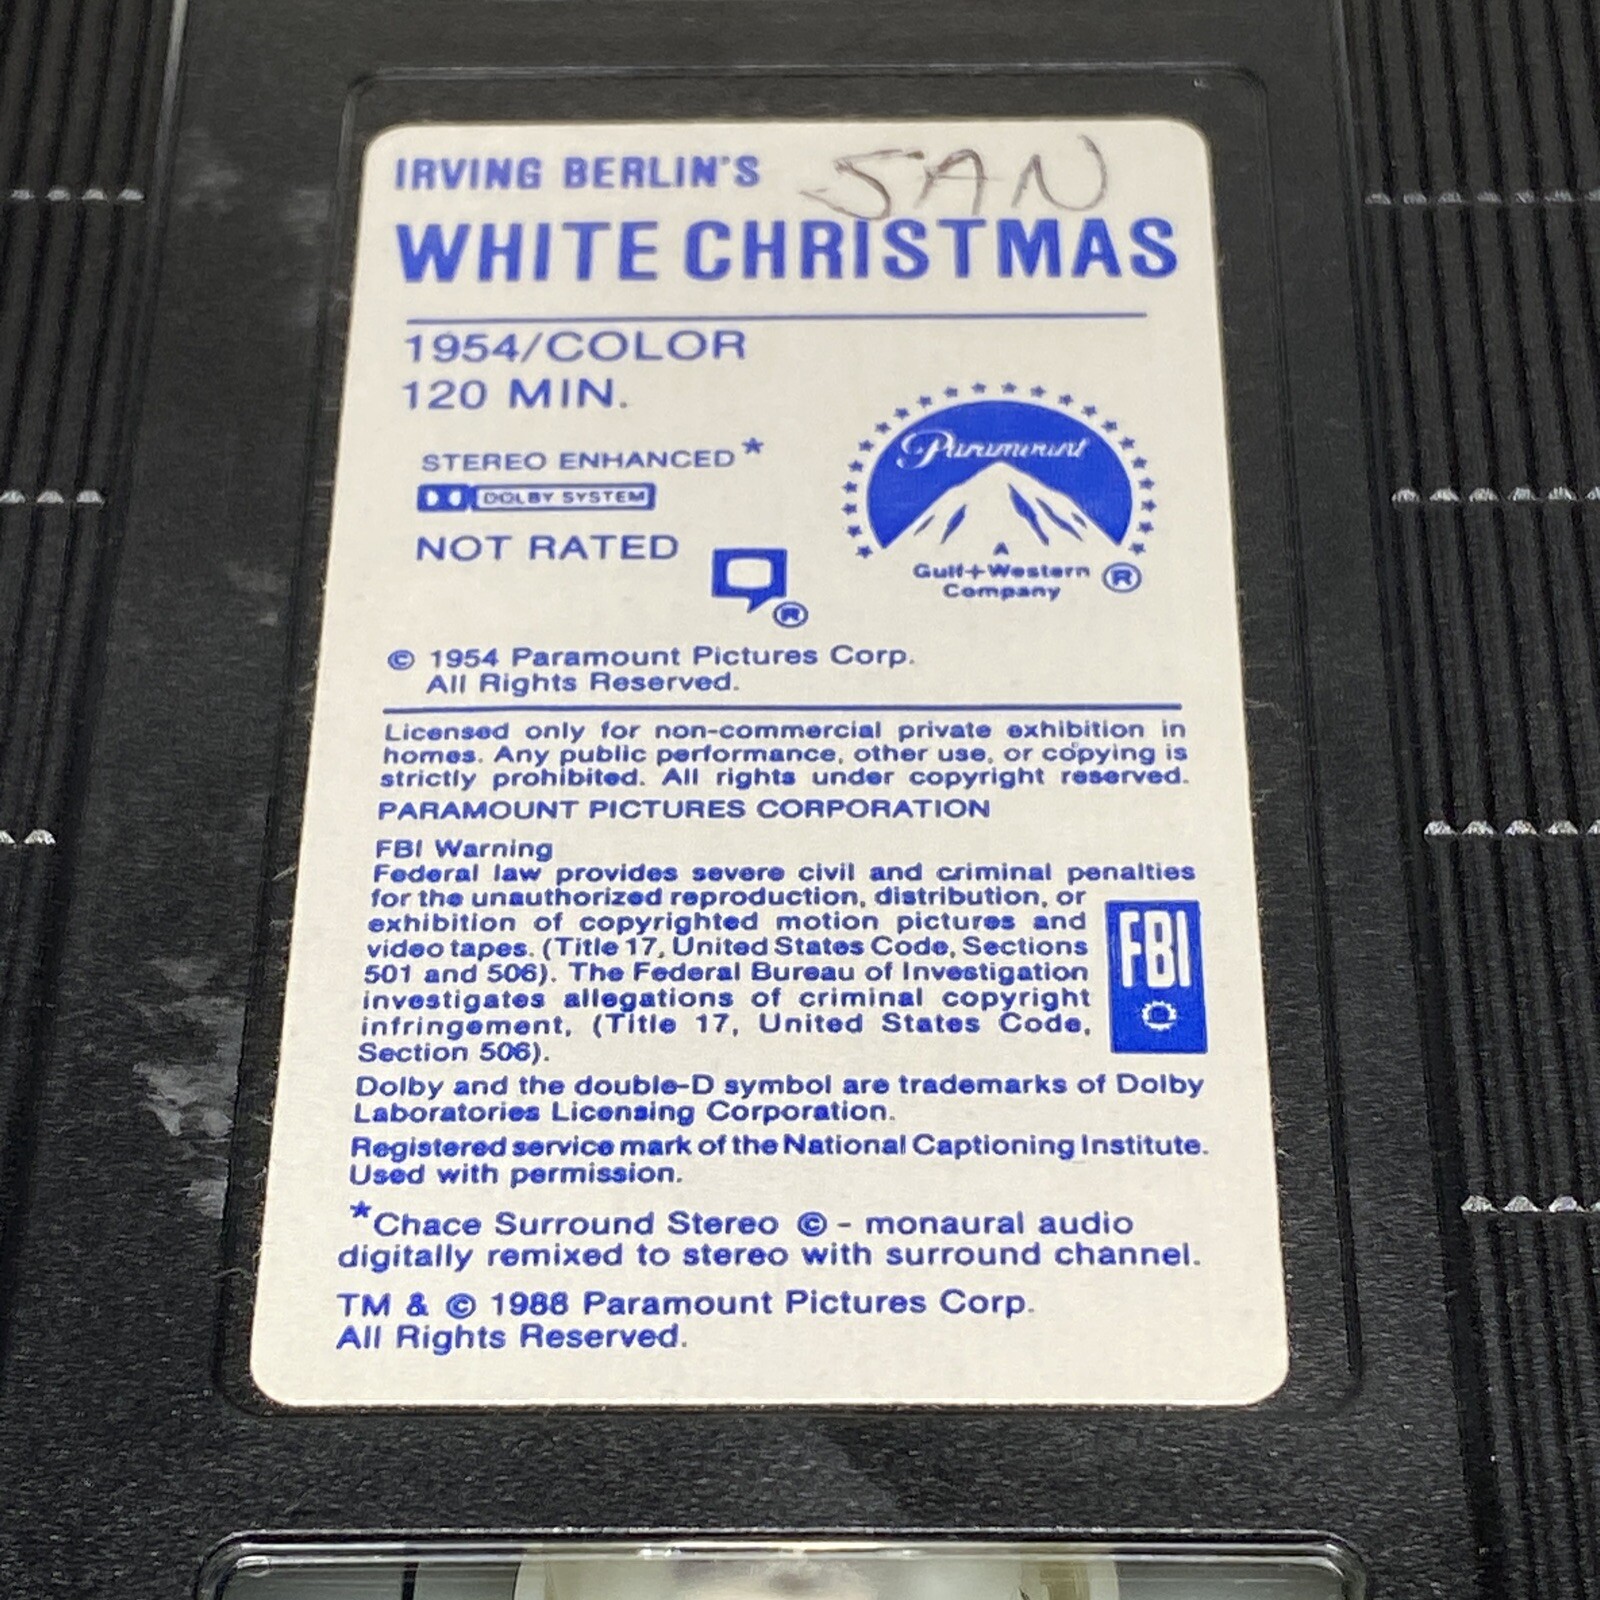 IRVING BERLIN'S SAN
WHITE CHRISTMAS
1954/COLOR
120 MIN.
STEREO ENHANCED*
DOLBY SYSTEM
NOT RATED
®
Paramount
A
Gulf+Western ®
Company
© 1954 Paramount Pictures Corp.
All Rights Reserved.
Licensed only for non-commercial private exhibition in
homes. Any public performance, other use, or copying is
strictly prohibited. All rights under copyright reserved.
PARAMOUNT PICTURES CORPORATION
FBI Warning
Federal law provides severe civil and criminal penalties
for the unauthorized reproduction, distribution, or
exhibition of copyrighted motion pictures and
video tapes. (Title 17, United States Code, Sections
501 and 506). The Federal Bureau of Investigation
investigates allegations of criminal copyright
infringement, (Title 17, United States Code,
Section 506).
FBI
Dolby and the double-D symbol are trademarks of Dolby
Laboratories Licensing Corporation.
Registered service mark of the National Captioning Institute.
Used with permission.
*Chace Surround Stereo © - monaural audio
digitally remixed to stereo with surround channel.
TM & © 1988 Paramount Pictures Corp.
All Rights Reserved.